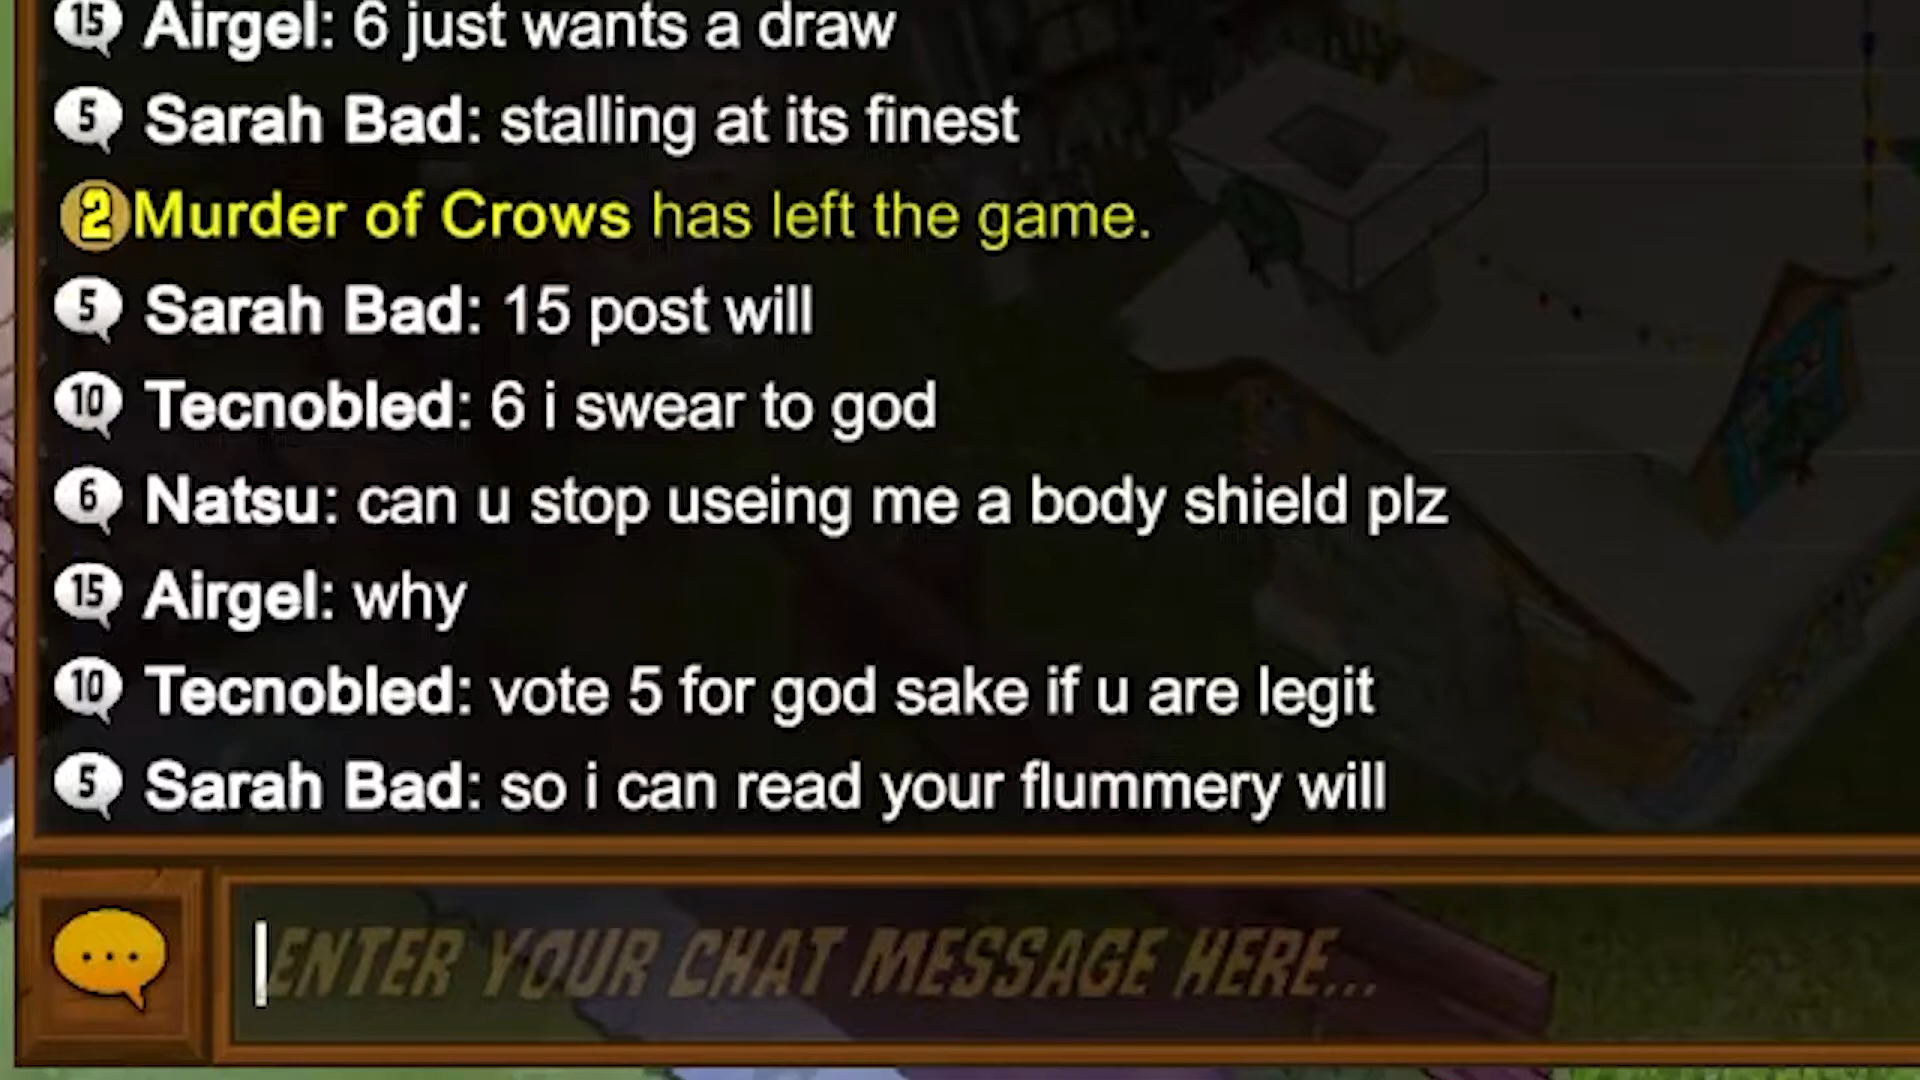 15 Airgel: 6 just wants a draw
5 Sarah Bad: stalling at its finest
2 Murder of Crows has left the game.
5 Sarah Bad: 15 post will
10 Tecnobled: 6 i swear to god
6 Natsu: can u stop useing me a body shield plz
15 Airgel: why
10 Tecnobled: vote 5 for god sake if u are legit
5 Sarah Bad: so i can read your flummery will
ENTER YOUR CHAT MESSAGE HERE...